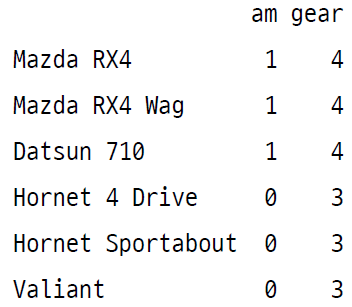 am gear
Mazda RX4 1 4
Mazda RX4 Wag 1 4
Datsun 710 1 4
Hornet 4 Drive 0 3
Hornet Sportabout 0 3
Valiant 0 3